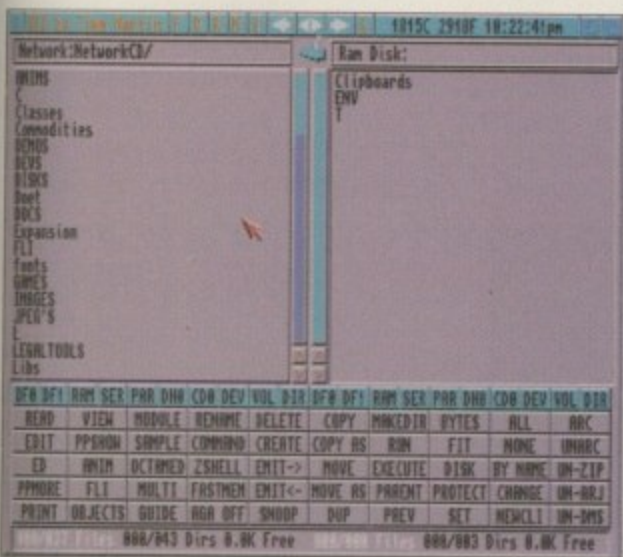 1015C 2910F 10:22:41pm
Network:NetworkCD/
Ram Disk:
ANIMS
C
Classes
Commodities
DEMOS
DEVS
DISKS
Dnet
DOCS
Expansion
FLI
fonts
GAMES
IMAGES
JPEG'S
L
LEGALTOOLS
Libs
Clipboards
ENV
T
DF0 DF1 RAM SER PAR DH0 CD0 DEV VOL DIR DF0 DF1 RAM SER PAR DH0 CD0 DEV VOL DIR
READ VIEW MODULE RENAME DELETE COPY MAKEDIR BYTES ALL ARC
EDIT PPSHOW SAMPLE COMMAND CREATE COPY AS RUN FIT NONE UNARC
ED ANIM OCTAMED ZSHELL EMIT-> MOVE EXECUTE DISK BY NAME UN-ZIP
PPMORE FLI MULTI FASTMEM EMIT<- MOVE AS PARENT PROTECT CHANGE UN-ARJ
PRINT OBJECTS GUIDE AGA OFF SNOOP DUP PREV SET NEWCLI UN-DMS
Files 000/043 Dirs 0.0K Free
Files 000/003 Dirs 0.0K Free